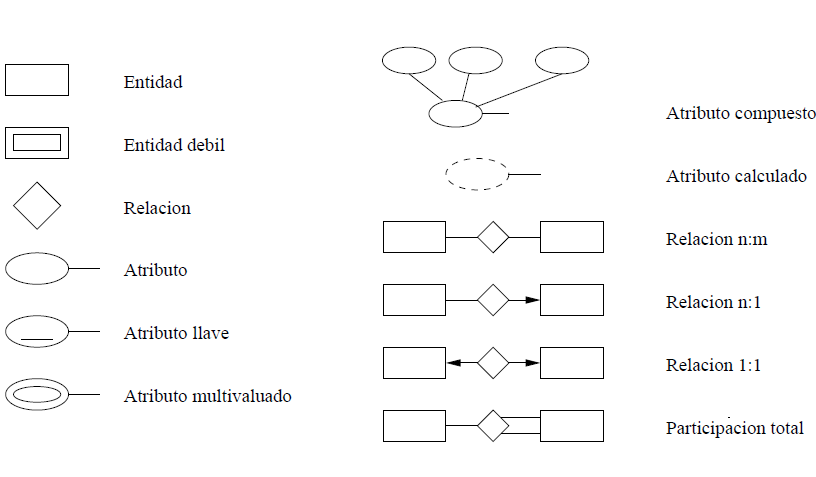 Entidad
Entidad debil
Relacion
Atributo
Atributo llave
Atributo multivaluado
Atributo compuesto
Atributo calculado
Relacion n:m
Relacion n:1
Relacion 1:1
Participacion total